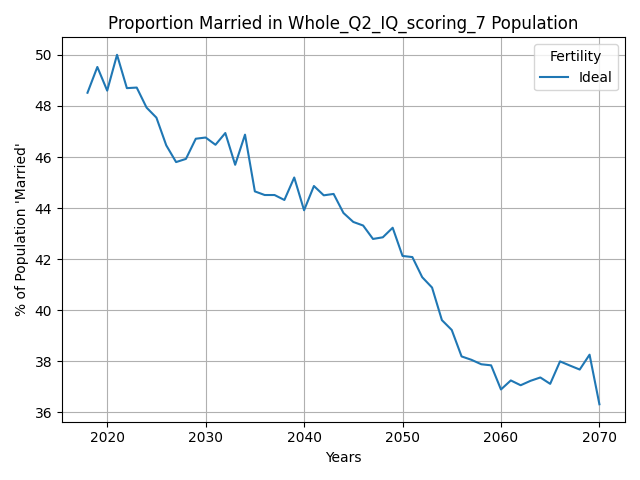 Proportion Married in Whole_Q2_IQ_scoring_7 Population
Fertility
Ideal
% of Population 'Married'
50
48
46
44
42
40
38
36
2020 2030 2040 2050 2060 2070
Years